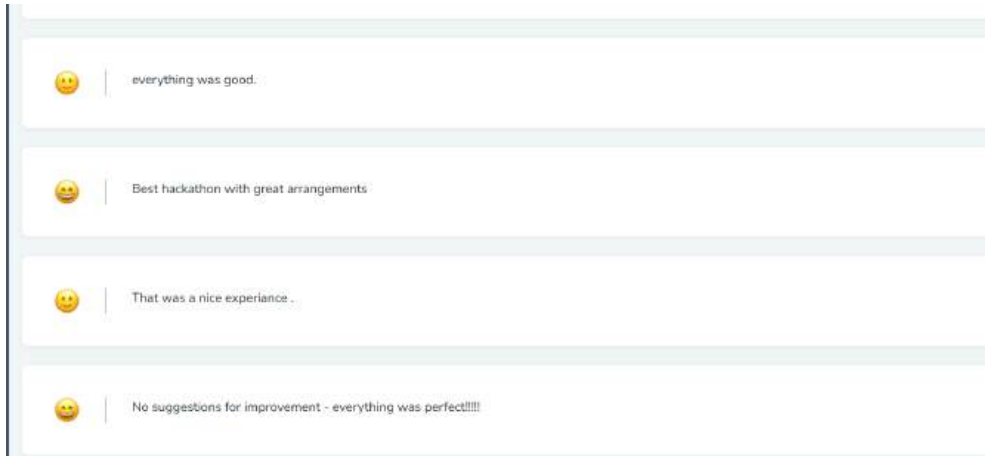 everything was good.
Best hackathon with great arrangements
That was a nice experiance .
No suggestions for improvement - everything was perfect!!!!!